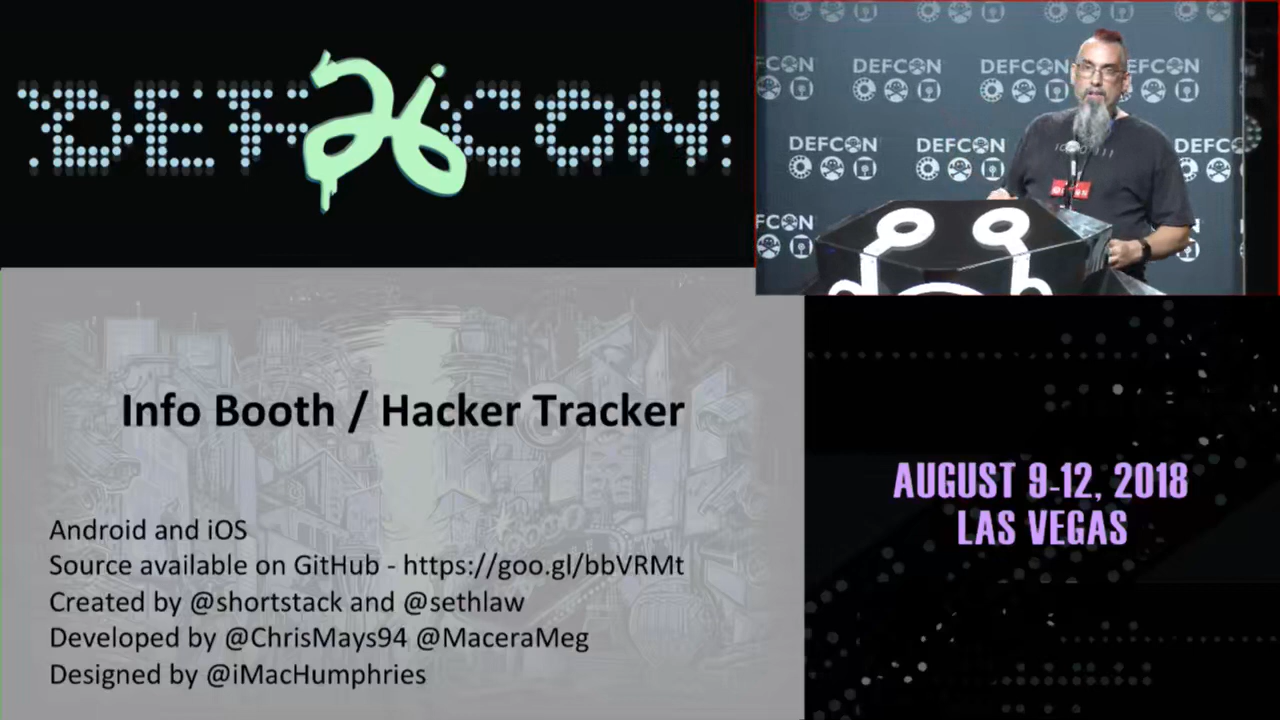 DEF CON
26
DEFCON
DEFCON
DEFCON
DEFCON
DEFCON
Info Booth / Hacker Tracker
Android and iOS
Source available on GitHub - https://goo.gl/bbVRMt
Created by @shortstack and @sethlaw
Developed by @ChrisMays94 @MaceraMeg
Designed by @iMacHumphries
AUGUST 9-12, 2018
LAS VEGAS